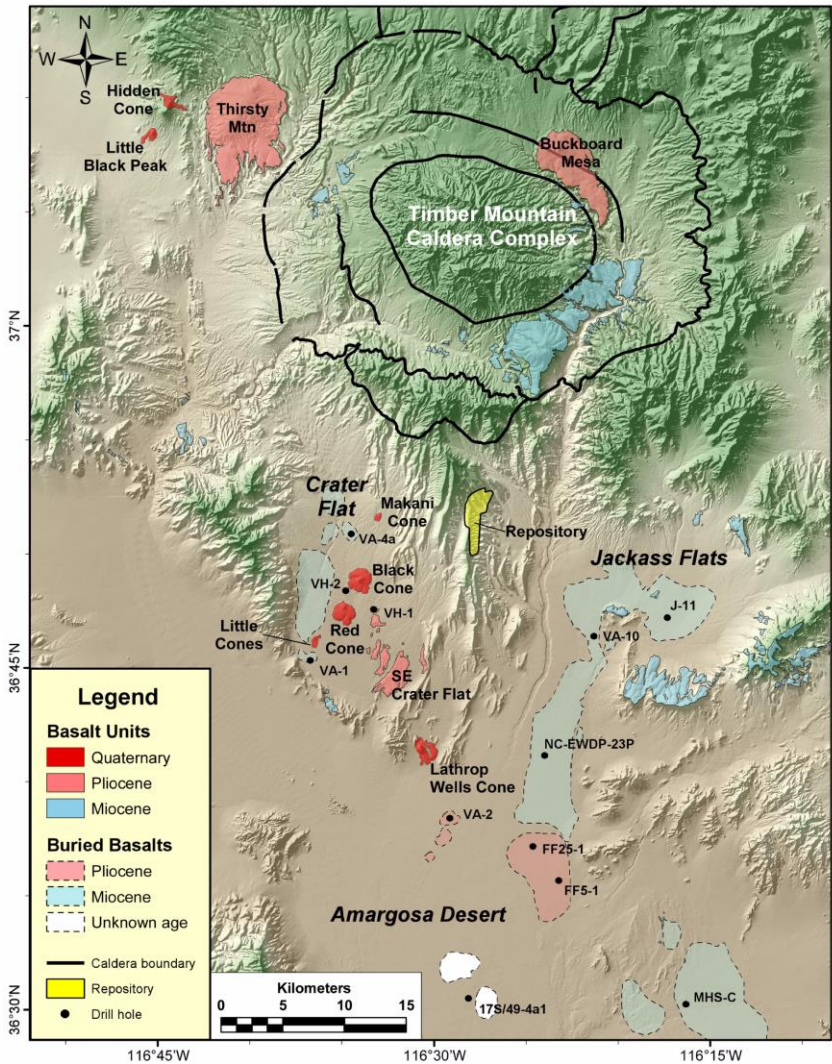 N
W E
S
Hidden
Cone
Thirsty
Mtn
Little
Black Peak
Buckboard
Mesa
Timber Mountain
Caldera Complex
37°N
Crater
Flat
Makani
Cone
Repository
VA-4a
Jackass Flats
VH-2
Black
Cone
VH-1
J-11
Little
Cones
Red
Cone
VA-10
36°45'N
VA-1
SE
Crater Flat
Lathrop
Wells Cone
NC-EWDP-23P
VA-2
FF25-1
FF5-1
Amargosa Desert
17S/49-4a1
MHS-C
36°30'N
Legend
Basalt Units
Quaternary
Pliocene
Miocene
Buried Basalts
Pliocene
Miocene
Unknown age
Caldera boundary
Repository
Drill hole
Kilometers
0 5 10 15
116°45'W
116°30'W
116°15'W